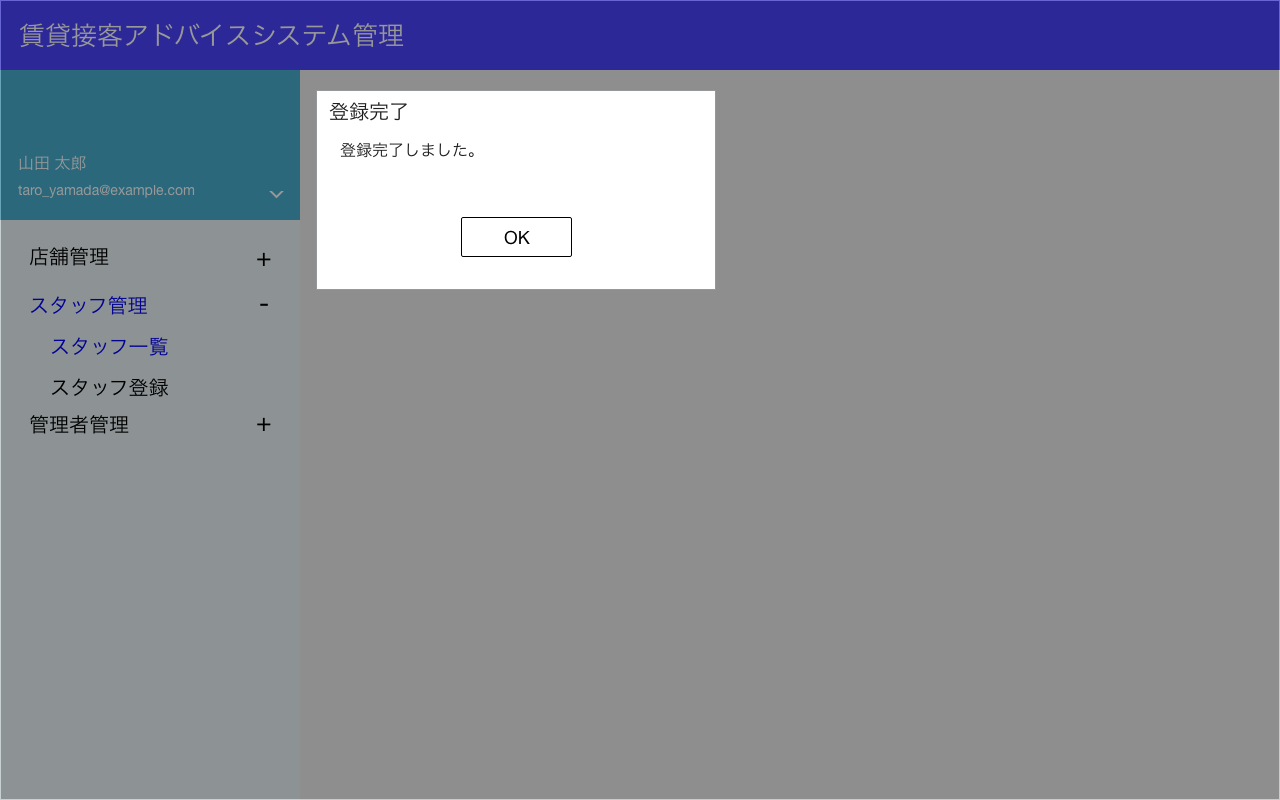 賃貸接客アドバイスシステム管理
山田 太郎
taro_yamada@example.com
店舗管理 +
スタッフ管理 -
スタッフ一覧
スタッフ登録
管理者管理 +
登録完了
登録完了しました。
OK